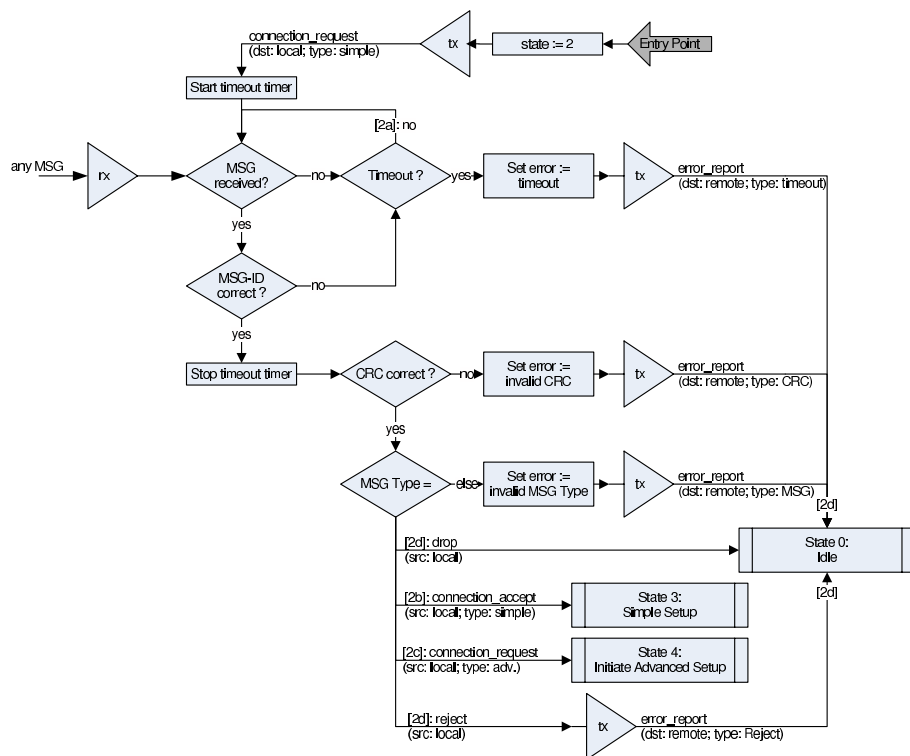 connection_request
(dst: local; type: simple)
tx
state := 2
Entry Point
Start timeout timer
[2a]: no
any MSG
rx
MSG
received?
no
Timeout ?
yes
Set error :=
timeout
tx
error_report
(dst: remote; type: timeout)
yes
MSG-ID
correct ?
no
yes
Stop timeout timer
CRC correct ?
no
Set error :=
invalid CRC
tx
error_report
(dst: remote; type: CRC)
yes
MSG Type =
else
Set error :=
invalid MSG Type
tx
error_report
(dst: remote; type: MSG)
[2d]
[2d]: drop
(src: local)
State 0:
Idle
[2d]
[2b]: connection_accept
(src: local; type: simple)
State 3:
Simple Setup
[2c]: connection_request
(src: local; type: adv.)
State 4:
Initiate Advanced Setup
[2d]: reject
(src: local)
tx
error_report
(dst: remote; type: Reject)